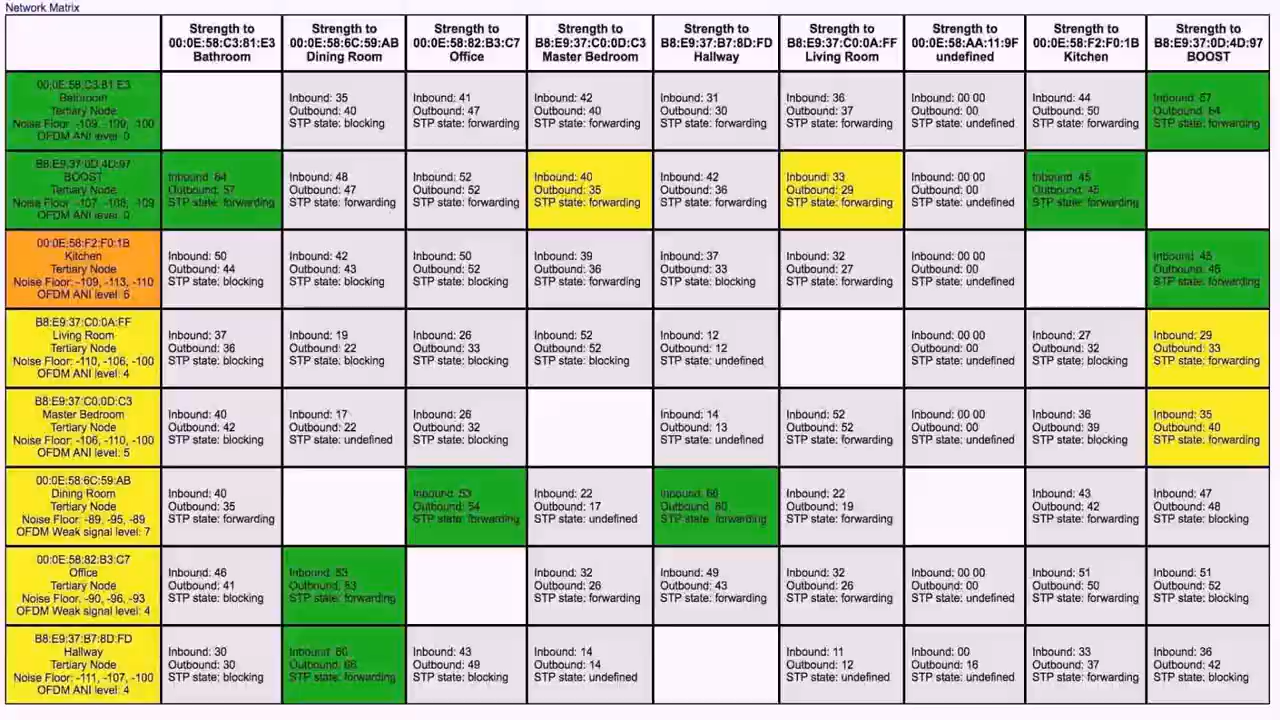 Network Matrix
Strength to
00:0E:58:C3:81:E3
Bathroom
Strength to
00:0E:58:6C:59:AB
Dining Room
Strength to
00:0E:58:82:B3:C7
Office
Strength to
B8:E9:37:C0:0D:C3
Master Bedroom
Strength to
B8:E9:37:B7:8D:FD
Hallway
Strength to
B8:E9:37:C0:0A:FF
Living Room
Strength to
00:0E:58:AA:11:9F
undefined
Strength to
00:0E:58:F2:F0:1B
Kitchen
Strength to
B8:E9:37:0D:4D:97
BOOST
00:0E:58:C3:81:E3
Bathroom
Tertiary Node
Noise Floor: -109, -109, -100
OFDM ANI level: 0
Inbound: 35
Outbound: 40
STP state: blocking
Inbound: 41
Outbound: 47
STP state: forwarding
Inbound: 42
Outbound: 40
STP state: forwarding
Inbound: 31
Outbound: 30
STP state: forwarding
Inbound: 36
Outbound: 37
STP state: forwarding
Inbound: 00 00
Outbound: 00
STP state: undefined
Inbound: 44
Outbound: 50
STP state: forwarding
Inbound: 57
Outbound: 64
STP state: forwarding
B8:E9:37:0D:4D:97
BOOST
Tertiary Node
Noise Floor: -107, -108, -109
OFDM ANI level: 0
Inbound: 64
Outbound: 57
STP state: forwarding
Inbound: 48
Outbound: 47
STP state: forwarding
Inbound: 52
Outbound: 52
STP state: forwarding
Inbound: 40
Outbound: 35
STP state: forwarding
Inbound: 42
Outbound: 36
STP state: forwarding
Inbound: 33
Outbound: 29
STP state: forwarding
Inbound: 00 00
Outbound: 00
STP state: undefined
Inbound: 45
Outbound: 45
STP state: forwarding
00:0E:58:F2:F0:1B
Kitchen
Tertiary Node
Noise Floor: -109, -113, -110
OFDM ANI level: 6
Inbound: 50
Outbound: 44
STP state: blocking
Inbound: 42
Outbound: 43
STP state: blocking
Inbound: 50
Outbound: 52
STP state: blocking
Inbound: 39
Outbound: 36
STP state: forwarding
Inbound: 37
Outbound: 33
STP state: blocking
Inbound: 32
Outbound: 27
STP state: forwarding
Inbound: 00 00
Outbound: 00
STP state: undefined
Inbound: 45
Outbound: 46
STP state: forwarding
B8:E9:37:C0:0A:FF
Living Room
Tertiary Node
Noise Floor: -110, -106, -100
OFDM ANI level: 4
Inbound: 37
Outbound: 36
STP state: blocking
Inbound: 19
Outbound: 22
STP state: blocking
Inbound: 26
Outbound: 33
STP state: blocking
Inbound: 52
Outbound: 52
STP state: blocking
Inbound: 12
Outbound: 12
STP state: undefined
Inbound: 00 00
Outbound: 00
STP state: undefined
Inbound: 27
Outbound: 32
STP state: blocking
Inbound: 29
Outbound: 33
STP state: forwarding
B8:E9:37:C0:0D:C3
Master Bedroom
Tertiary Node
Noise Floor: -106, -110, -100
OFDM ANI level: 5
Inbound: 40
Outbound: 42
STP state: blocking
Inbound: 17
Outbound: 22
STP state: undefined
Inbound: 26
Outbound: 32
STP state: blocking
Inbound: 14
Outbound: 13
STP state: undefined
Inbound: 52
Outbound: 52
STP state: forwarding
Inbound: 00 00
Outbound: 00
STP state: undefined
Inbound: 36
Outbound: 39
STP state: blocking
Inbound: 35
Outbound: 40
STP state: forwarding
00:0E:58:6C:59:AB
Dining Room
Tertiary Node
Noise Floor: -89, -95, -89
OFDM Weak signal level: 7
Inbound: 40
Outbound: 35
STP state: forwarding
Inbound: 53
Outbound: 54
STP state: forwarding
Inbound: 22
Outbound: 17
STP state: undefined
Inbound: 66
Outbound: 60
STP state: forwarding
Inbound: 22
Outbound: 19
STP state: forwarding
Inbound: 43
Outbound: 42
STP state: forwarding
Inbound: 47
Outbound: 48
STP state: blocking
00:0E:58:82:B3:C7
Office
Tertiary Node
Noise Floor: -90, -96, -93
OFDM Weak signal level: 4
Inbound: 46
Outbound: 41
STP state: blocking
Inbound: 53
Outbound: 53
STP state: forwarding
Inbound: 32
Outbound: 26
STP state: forwarding
Inbound: 49
Outbound: 43
STP state: forwarding
Inbound: 32
Outbound: 26
STP state: forwarding
Inbound: 00 00
Outbound: 00
STP state: undefined
Inbound: 51
Outbound: 50
STP state: forwarding
Inbound: 51
Outbound: 52
STP state: blocking
B8:E9:37:B7:8D:FD
Hallway
Tertiary Node
Noise Floor: -111, -107, -100
OFDM ANI level: 4
Inbound: 30
Outbound: 30
STP state: blocking
Inbound: 60
Outbound: 66
STP state: forwarding
Inbound: 43
Outbound: 49
STP state: blocking
Inbound: 14
Outbound: 14
STP state: undefined
Inbound: 11
Outbound: 12
STP state: undefined
Inbound: 00
Outbound: 16
STP state: undefined
Inbound: 33
Outbound: 37
STP state: forwarding
Inbound: 36
Outbound: 42
STP state: blocking